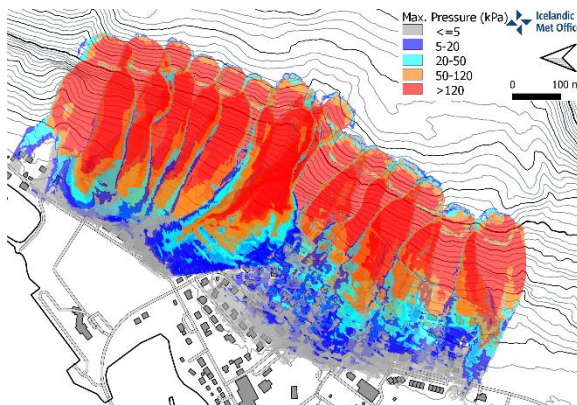 Max. Pressure (kPa)
<=5
5-20
20-50
50-120
>120
Icelandic
Met Office
100 m
0